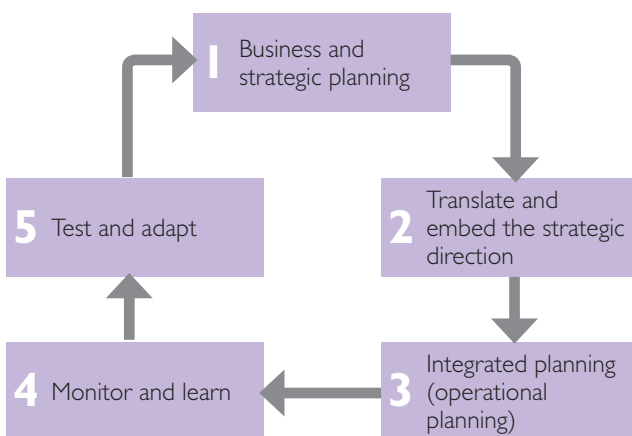 1 Business and
strategic planning
2 Translate and
embed the strategic
direction
3 Integrated planning
(operational
planning)
4 Monitor and learn
5 Test and adapt